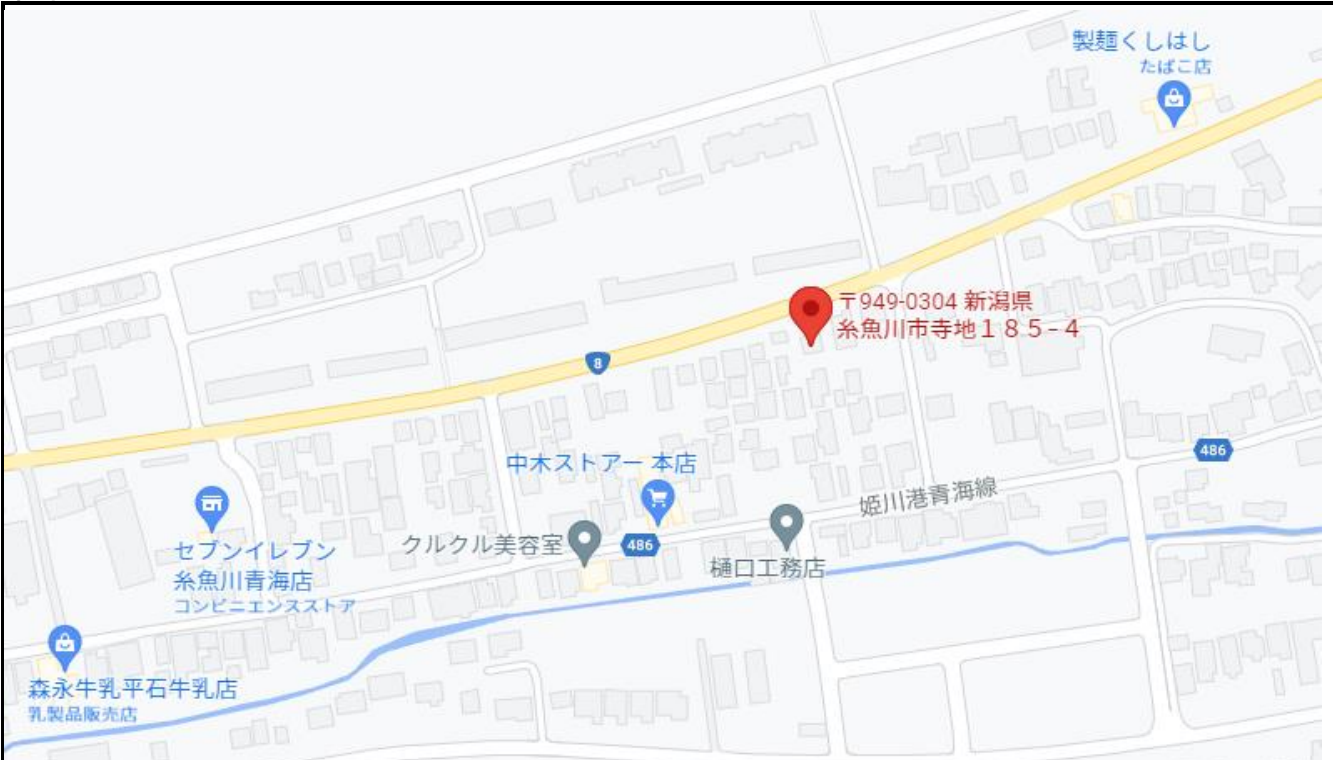 製麺くしはし
たばこ店
〒949-0304 新潟県
糸魚川市寺地185-4
8
中木ストアー 本店
486
姫川港青海線
セブンイレブン
糸魚川青海店
コンビニエンスストア
クルクル美容室
486
樋口工務店
森永牛乳平石牛乳店
乳製品販売店